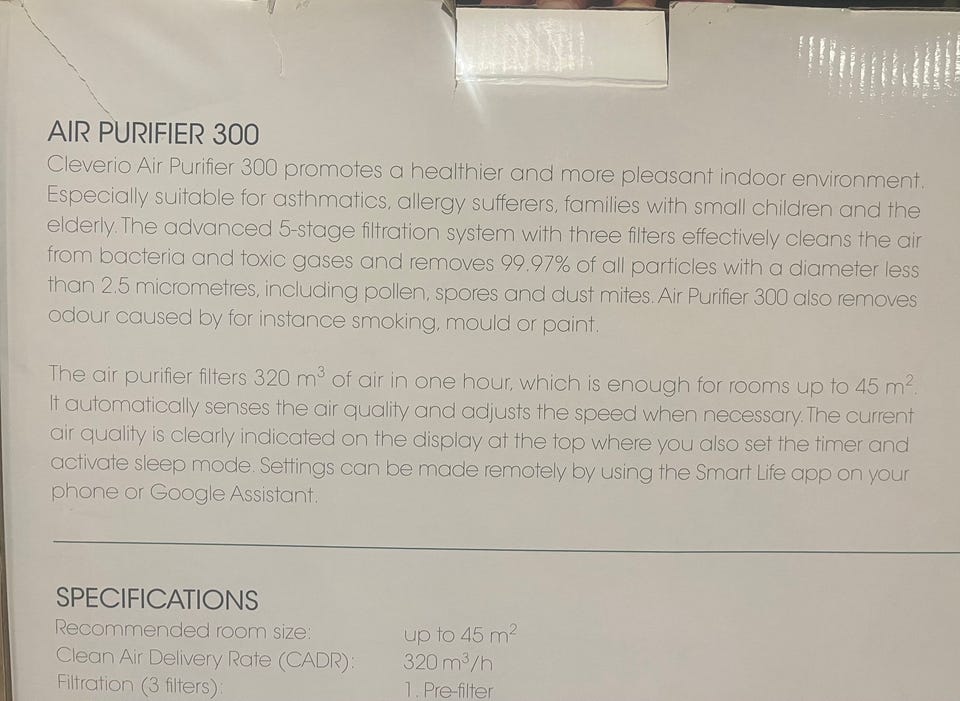 AIR PURIFIER 300
Cleverio Air Purifier 300 promotes a healthier and more pleasant indoor environment.
Especially suitable for asthmatics, allergy sufferers, families with small children and the
elderly. The advanced 5-stage filtration system with three filters effectively cleans the air
from bacteria and toxic gases and removes 99.97% of all particles with a diameter less
than 2.5 micrometres, including pollen, spores and dust mites. Air Purifier 300 also removes
odour caused by for instance smoking, mould or paint.
The air purifier filters 320 m³ of air in one hour, which is enough for rooms up to 45 m².
It automatically senses the air quality and adjusts the speed when necessary. The current
air quality is clearly indicated on the display at the top where you also set the timer and
activate sleep mode. Settings can be made remotely by using the Smart Life app on your
phone or Google Assistant.
SPECIFICATIONS
Recommended room size: up to 45 m²
Clean Air Delivery Rate (CADR): 320 m³/h
Filtration (3 filters): 1. Pre-filter